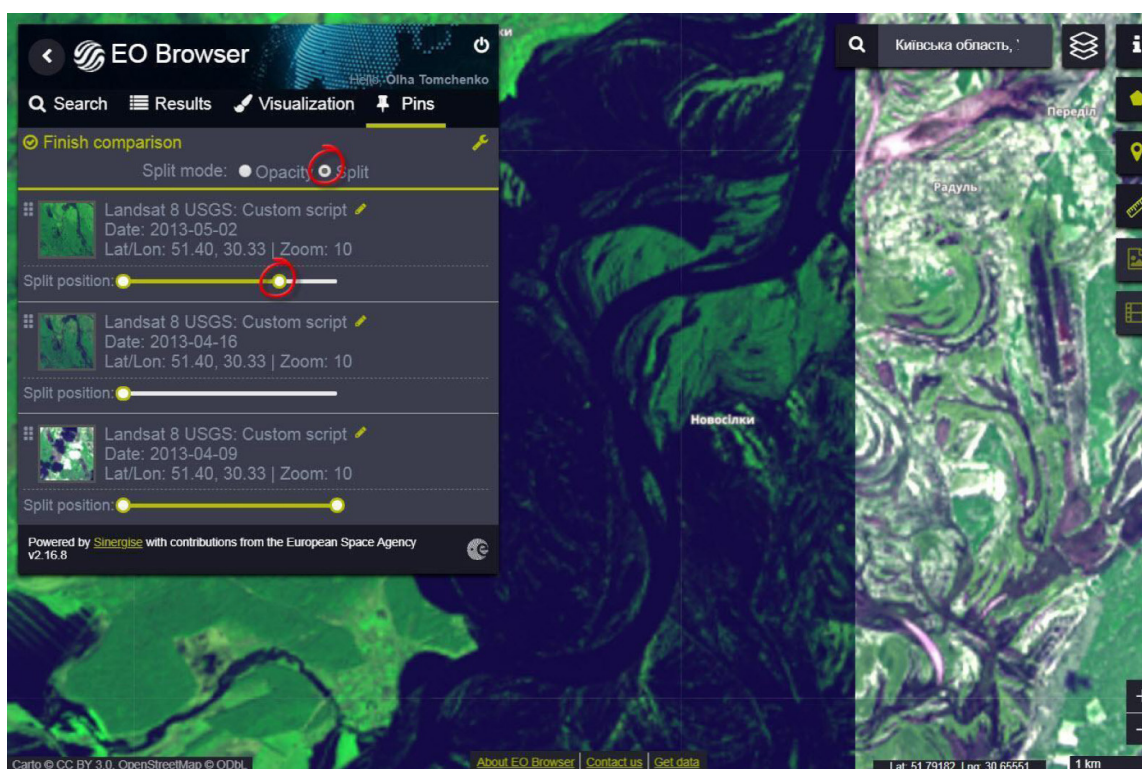 EO Browser
Hello, Olha Tomchenko
Search Results Visualization Pins
Finish comparison
Split mode: Opacity Split
Landsat 8 USGS: Custom script
Date: 2013-05-02
Lat/Lon: 51.40, 30.33 | Zoom: 10
Split position:
Landsat 8 USGS: Custom script
Date: 2013-04-16
Lat/Lon: 51.40, 30.33 | Zoom: 10
Split position:
Landsat 8 USGS: Custom script
Date: 2013-04-09
Lat/Lon: 51.40, 30.33 | Zoom: 10
Split position:
Powered by Sinergise with contributions from the European Space Agency
v2.16.8
Київська область,
Переділ
Радуль
Новосілки
Carto © CC BY 3.0, OpenStreetMap © ODbL
About EO Browser | Contact us | Get data
Lat: 51.79182, Lng: 30.65551
1 km